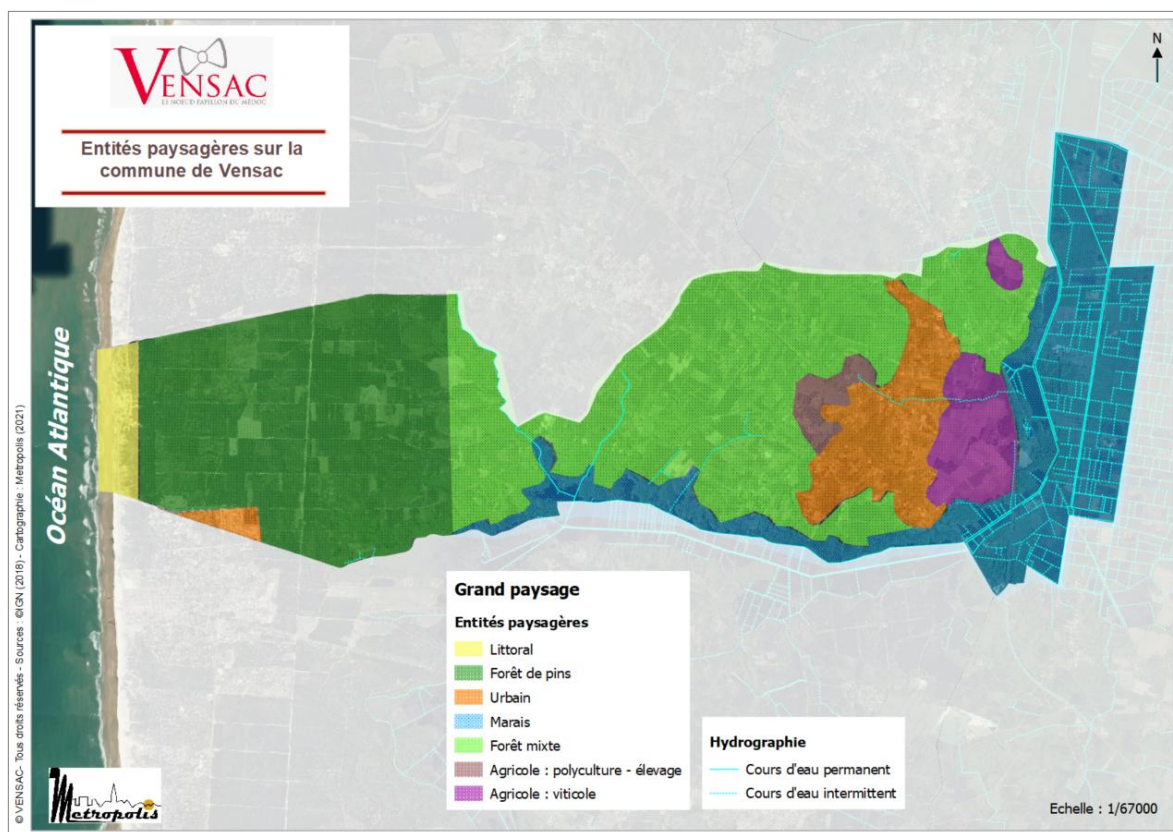 VENSAC
LE NOEUD PAPILLON DU MÉDOC
Entités paysagères sur la
commune de Vensac
N
Océan Atlantique
© VENSAC- Tous droits réservés - Sources : ©IGN (2018) - Cartographie : Metropolis (2021)
Grand paysage
Entités paysagères
Littoral
Forêt de pins
Urbain
Marais
Forêt mixte
Agricole : polyculture - élevage
Agricole : viticole
Hydrographie
Cours d'eau permanent
Cours d'eau intermittent
Metropolis
Echelle : 1/67000